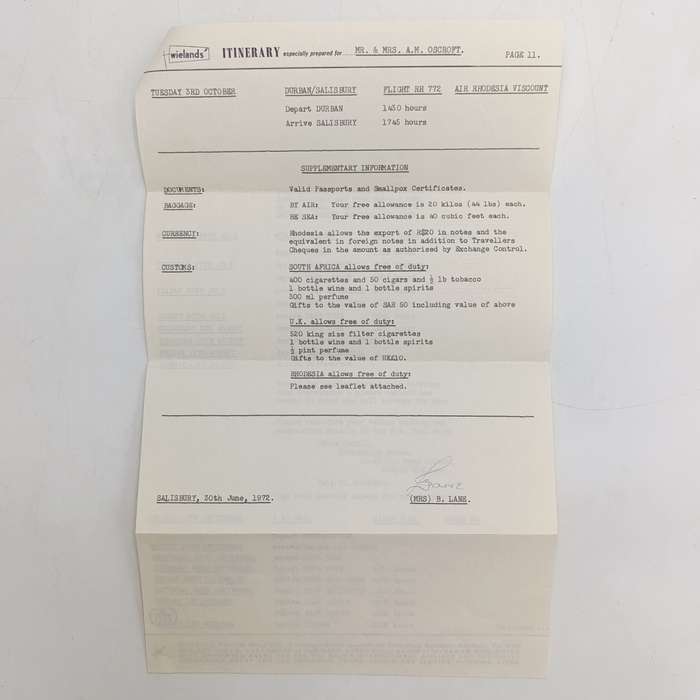 wielands ITINERARY especially prepared for MR. & MRS. A.M. OSCROFT. PAGE 11.
TUESDAY 3RD OCTOBER DURBAN/SALISBURY FLIGHT RH 772 AIR RHODESIA VISCOUNT
Depart DURBAN 1430 hours
Arrive SALISBURY 1745 hours
SUPPLEMENTARY INFORMATION
DOCUMENTS: Valid Passports and Smallpox Certificates.
BAGGAGE: BY AIR: Your free allowance is 20 kilos (44 lbs) each.
BE SEA: Your free allowance is 40 cubic feet each.
CURRENCY: Rhodesia allows the export of R$20 in notes and the
equivalent in foreign notes in addition to Travellers
Cheques in the amount as authorised by Exchange Control.
CUSTOMS: SOUTH AFRICA allows free of duty:
400 cigarettes and 50 cigars and ½ lb tobacco
1 bottle wine and 1 bottle spirits
300 ml perfume
Gifts to the value of SAR 50 including value of above
U.K. allows free of duty:
520 king size filter cigarettes
1 bottle wine and 1 bottle spirits
½ pint perfume
Gifts to the value of UK£10.
RHODESIA allows free of duty:
Please see leaflet attached.
SALISBURY, 30th June, 1972. (MRS) B. LANE.